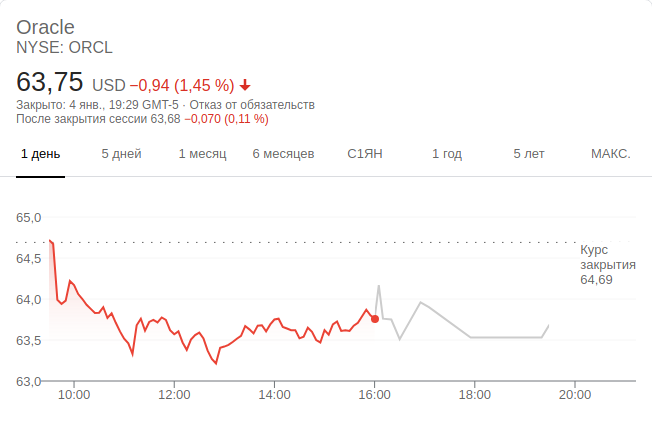 Oracle
NYSE: ORCL
63,75 USD −0,94 (1,45 %)
Закрыто: 4 янв., 19:29 GMT-5 · Отказ от обязательств
После закрытия сессии 63,68 −0,070 (0,11 %)
1 день 5 дней 1 месяц 6 месяцев С1ЯН 1 год 5 лет МАКС.
65,0
64,5
64,0
63,5
63,0
Курс
закрытия
64,69
10:00 12:00 14:00 16:00 18:00 20:00